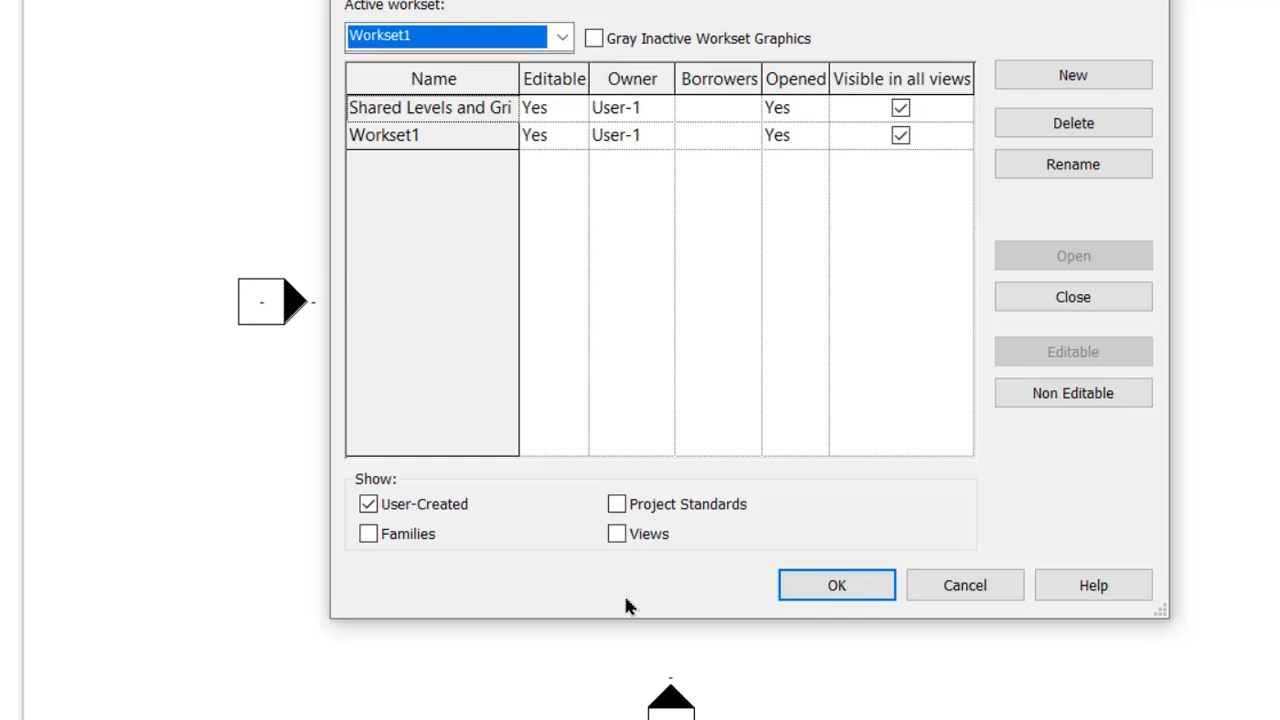 Active workset:
Workset1
Gray Inactive Workset Graphics
Name Editable Owner Borrowers Opened Visible in all views
Shared Levels and Gri Yes User-1 Yes
Workset1 Yes User-1 Yes
New
Delete
Rename
Open
Close
Editable
Non Editable
Show:
User-Created Project Standards
Families Views
OK Cancel Help
- -
-